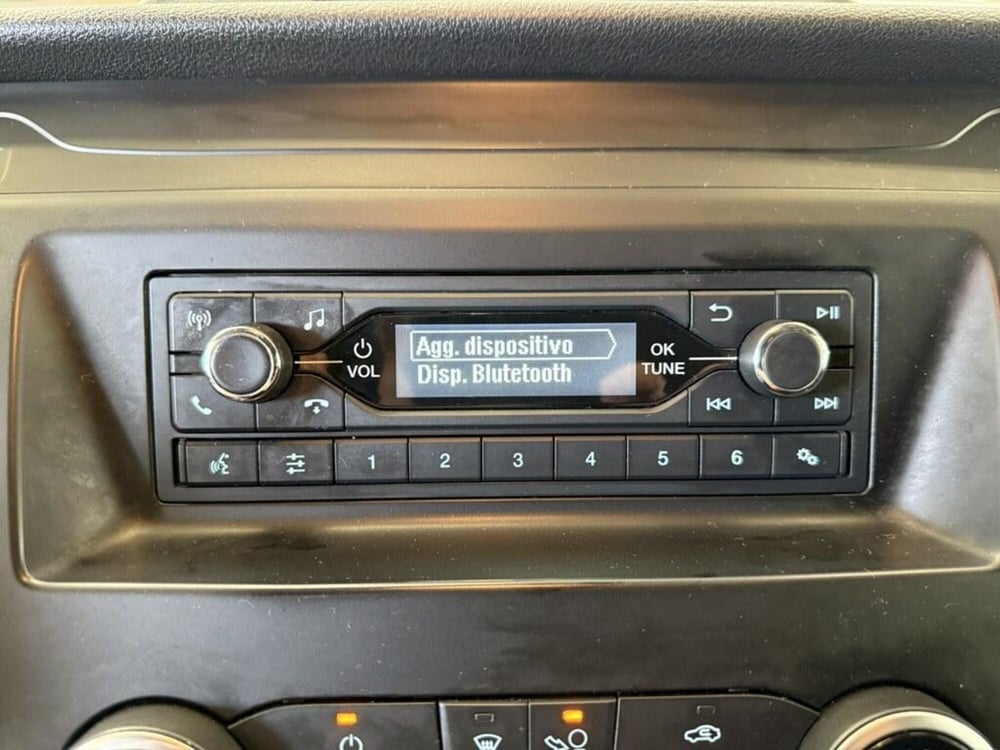 Agg. dispositivo
Disp. Blutetooth
VOL
OK
TUNE
1 2 3 4 5 6